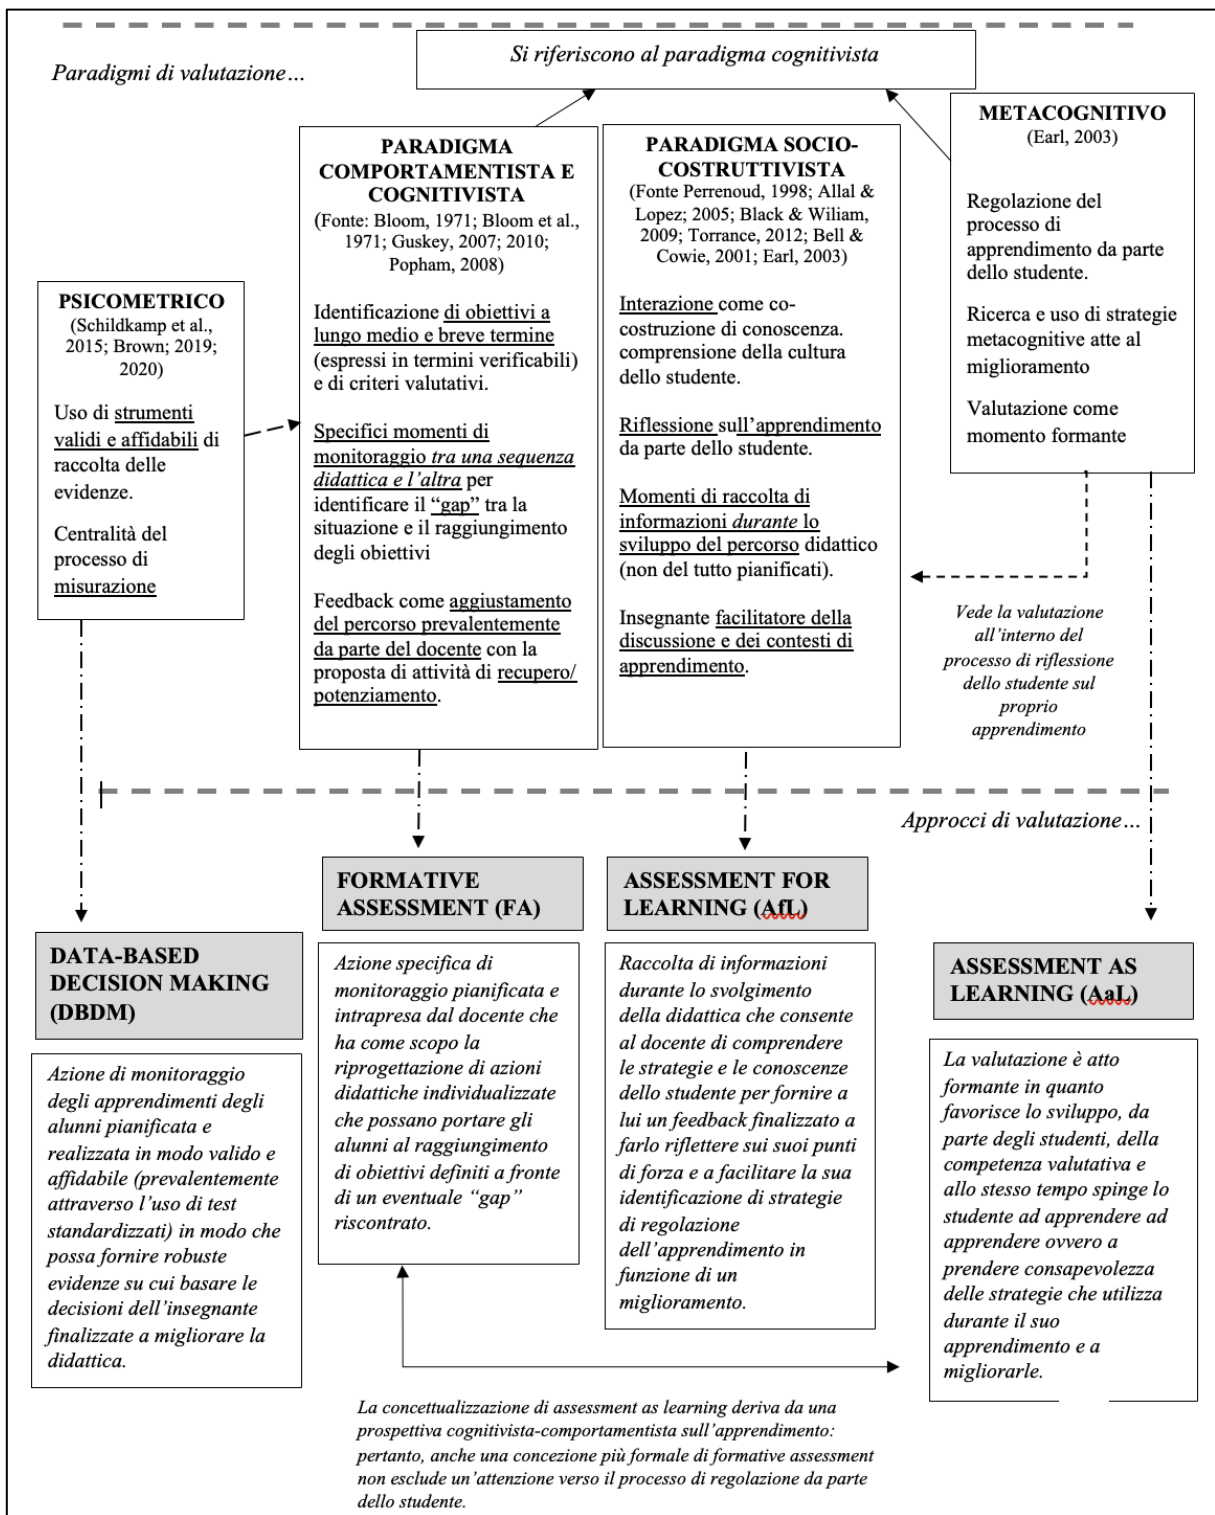 Si riferiscono al paradigma cognitivista
Paradigmi di valutazione…
PSICOMETRICO
(Schildkamp et al.,
2015; Brown; 2019;
2020)
Uso di strumenti
validi e affidabili di
raccolta delle
evidenze.
Centralità del
processo di
misurazione
PARADIGMA
COMPORTAMENTISTA E
COGNITIVISTA
(Fonte: Bloom, 1971; Bloom et al.,
1971; Guskey, 2007; 2010;
Popham, 2008)
Identificazione di obiettivi a
lungo medio e breve termine
(espressi in termini verificabili)
e di criteri valutativi.
Specifici momenti di
monitoraggio tra una sequenza
didattica e l’altra per
identificare il “gap” tra la
situazione e il raggiungimento
degli obiettivi
Feedback come aggiustamento
del percorso prevalentemente
da parte del docente con la
proposta di attività di recupero/
potenziamento.
PARADIGMA SOCIO-
COSTRUTTIVISTA
(Fonte Perrenoud, 1998; Allal &
Lopez; 2005; Black & Wiliam,
2009; Torrance, 2012; Bell &
Cowie, 2001; Earl, 2003)
Interazione come co-
costruzione di conoscenza.
comprensione della cultura
dello studente.
Riflessione sull’apprendimento
da parte dello studente.
Momenti di raccolta di
informazioni durante lo
sviluppo del percorso didattico
(non del tutto pianificati).
Insegnante facilitatore della
discussione e dei contesti di
apprendimento.
METACOGNITIVO
(Earl, 2003)
Regolazione del
processo di
apprendimento da parte
dello studente.
Ricerca e uso di strategie
metacognitive atte al
miglioramento
Valutazione come
momento formante
Vede la valutazione
all’interno del
processo di riflessione
dello studente sul
proprio
apprendimento
Approcci di valutazione…
DATA-BASED
DECISION MAKING
(DBDM)
Azione di monitoraggio
degli apprendimenti degli
alunni pianificata e
realizzata in modo valido e
affidabile (prevalentemente
attraverso l’uso di test
standardizzati) in modo che
possa fornire robuste
evidenze su cui basare le
decisioni dell’insegnante
finalizzate a migliorare la
didattica.
FORMATIVE
ASSESSMENT (FA)
Azione specifica di
monitoraggio pianificata e
intrapresa dal docente che
ha come scopo la
riprogettazione di azioni
didattiche individualizzate
che possano portare gli
alunni al raggiungimento
di obiettivi definiti a fronte
di un eventuale “gap”
riscontrato.
ASSESSMENT FOR
LEARNING (AfL)
Raccolta di informazioni
durante lo svolgimento
della didattica che consente
al docente di comprendere
le strategie e le conoscenze
dello studente per fornire a
lui un feedback finalizzato a
farlo riflettere sui suoi punti
di forza e a facilitare la sua
identificazione di strategie
di regolazione
dell’apprendimento in
funzione di un
miglioramento.
ASSESSMENT AS
LEARNING (AaL)
La valutazione è atto
formante in quanto
favorisce lo sviluppo, da
parte degli studenti, della
competenza valutativa e
allo stesso tempo spinge lo
studente ad apprendere ad
apprendere ovvero a
prendere consapevolezza
delle strategie che utilizza
durante il suo
apprendimento e a
migliorarle.
La concettualizzazione di assessment as learning deriva da una
prospettiva cognitivista-comportamentista sull’apprendimento:
pertanto, anche una concezione più formale di formative assessment
non esclude un’attenzione verso il processo di regolazione da parte
dello studente.